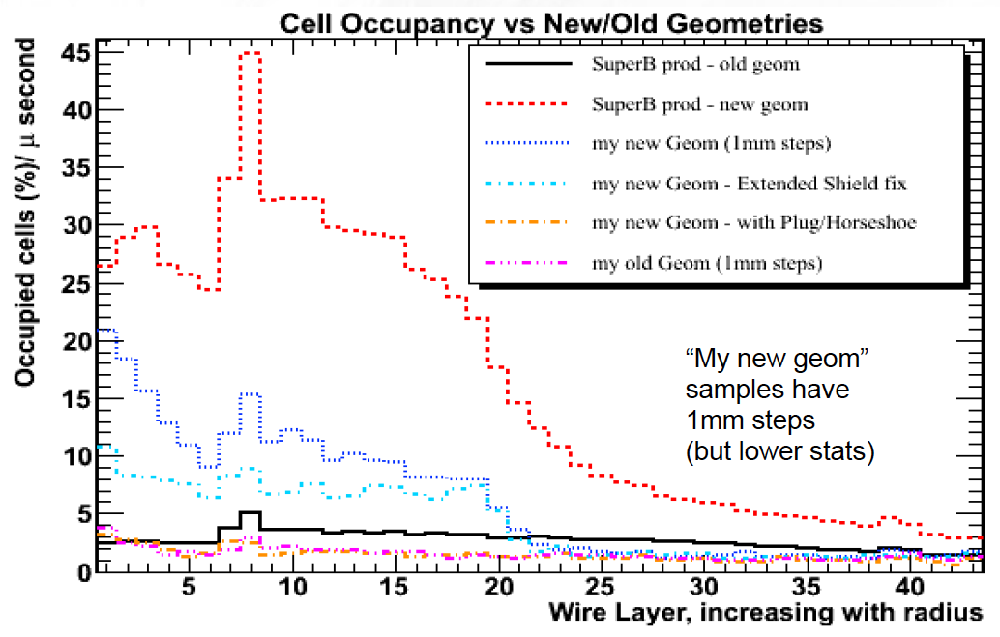 Cell Occupancy vs New/Old Geometries
Occupied cells (%)/ μ second
45
40
35
30
25
20
15
10
5
0
SuperB prod - old geom
SuperB prod - new geom
my new Geom (1mm steps)
my new Geom - Extended Shield fix
my new Geom - with Plug/Horseshoe
my old Geom (1mm steps)
“My new geom”
samples have
1mm steps
(but lower stats)
5 10 15 20 25 30 35 40
Wire Layer, increasing with radius